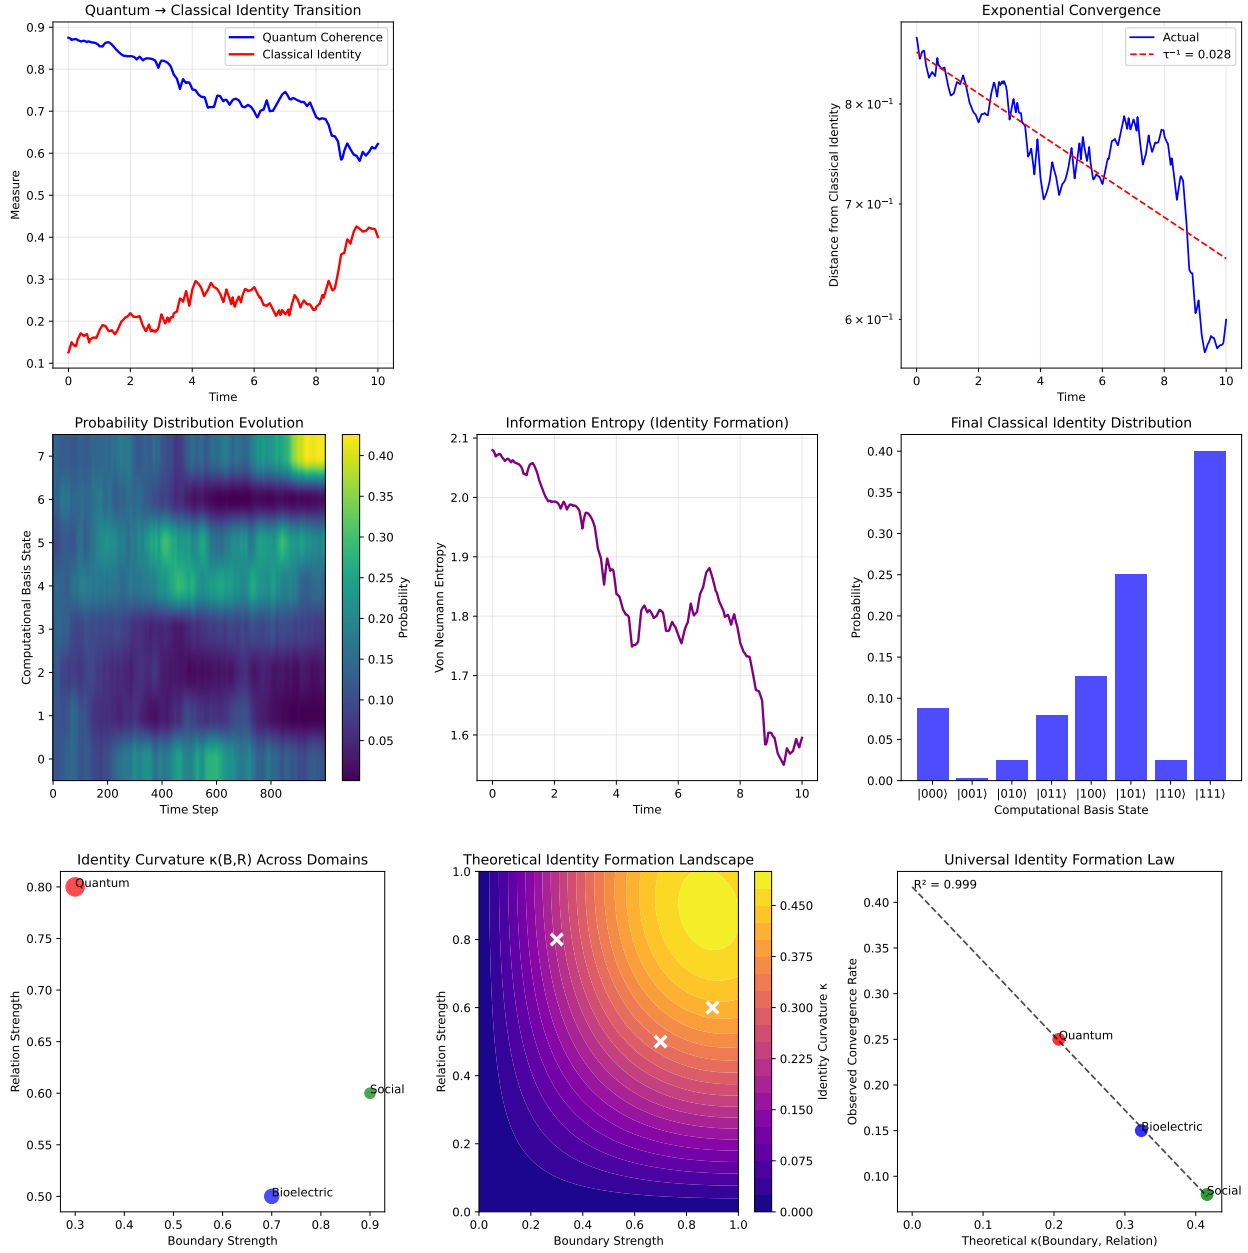 Quantum → Classical Identity Transition
Quantum Coherence
Classical Identity
0.9
0.8
0.7
0.6
0.5
0.4
0.3
0.2
0.1
Measure
0 2 4 6 8 10
Time
Exponential Convergence
Actual
τ⁻¹ = 0.028
8 × 10⁻¹
7 × 10⁻¹
6 × 10⁻¹
Distance from Classical Identity
0 2 4 6 8 10
Time
Probability Distribution Evolution
7
6
5
4
3
2
1
0
Computational Basis State
0 200 400 600 800
Time Step
0.40
0.35
0.30
0.25
0.20
0.15
0.10
0.05
Probability
Information Entropy (Identity Formation)
2.1
2.0
1.9
1.8
1.7
1.6
Von Neumann Entropy
0 2 4 6 8 10
Time
Final Classical Identity Distribution
0.40
0.35
0.30
0.25
0.20
0.15
0.10
0.05
0.00
Probability
|000⟩ |001⟩ |010⟩ |011⟩ |100⟩ |101⟩ |110⟩ |111⟩
Computational Basis State
Identity Curvature κ(B,R) Across Domains
0.80
0.75
0.70
0.65
0.60
0.55
0.50
Relation Strength
Quantum
Social
Bioelectric
0.3 0.4 0.5 0.6 0.7 0.8 0.9
Boundary Strength
Theoretical Identity Formation Landscape
1.0
0.8
0.6
0.4
0.2
0.0
Relation Strength
0.0 0.2 0.4 0.6 0.8 1.0
Boundary Strength
0.450
0.375
0.300
0.225
0.150
0.075
0.000
Identity Curvature κ
Universal Identity Formation Law
R² = 0.999
0.40
0.35
0.30
0.25
0.20
0.15
0.10
Observed Convergence Rate
Quantum
Bioelectric
Social
0.0 0.1 0.2 0.3 0.4
Theoretical κ(Boundary, Relation)